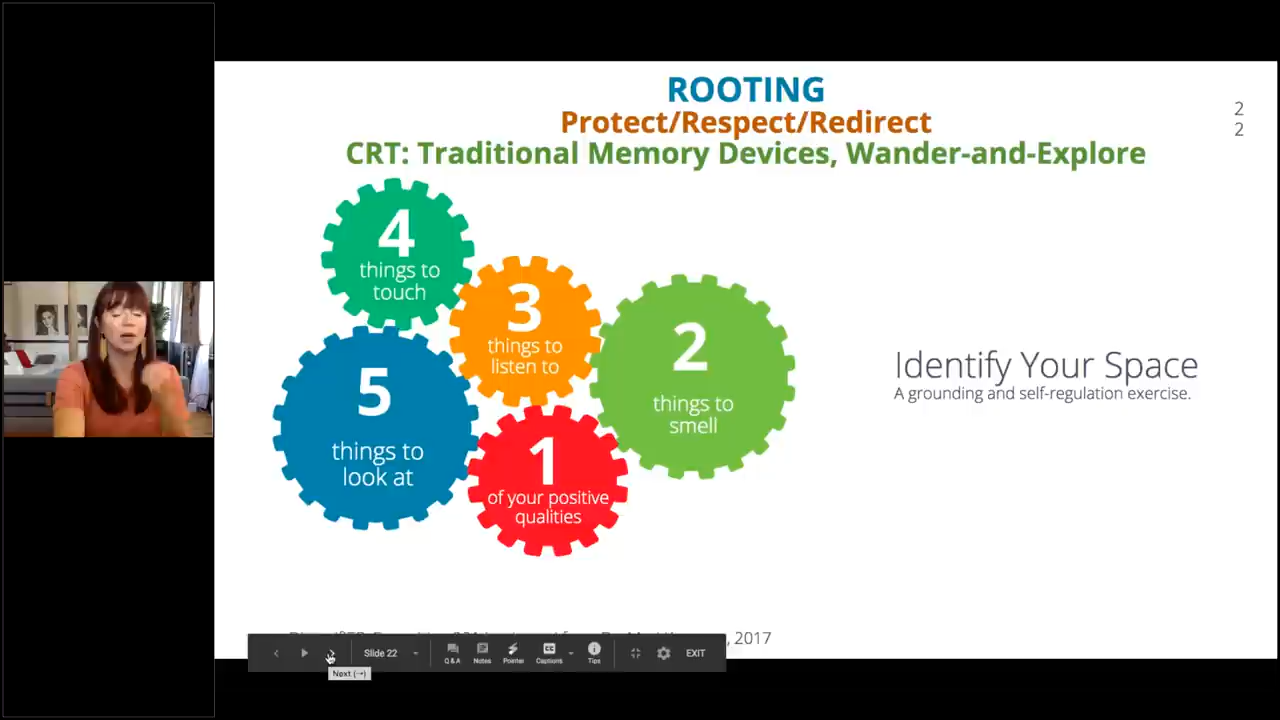 ROOTING
Protect/Respect/Redirect
CRT: Traditional Memory Devices, Wander-and-Explore
2
2
4
things to
touch
3
things to
listen to
2
things to
smell
5
things to
look at
1
of your positive
qualities
Identify Your Space
A grounding and self-regulation exercise.
, 2017
Slide 22
Q & A
Notes
Pointer
CC
Captions
Tips
EXIT
Next (→)